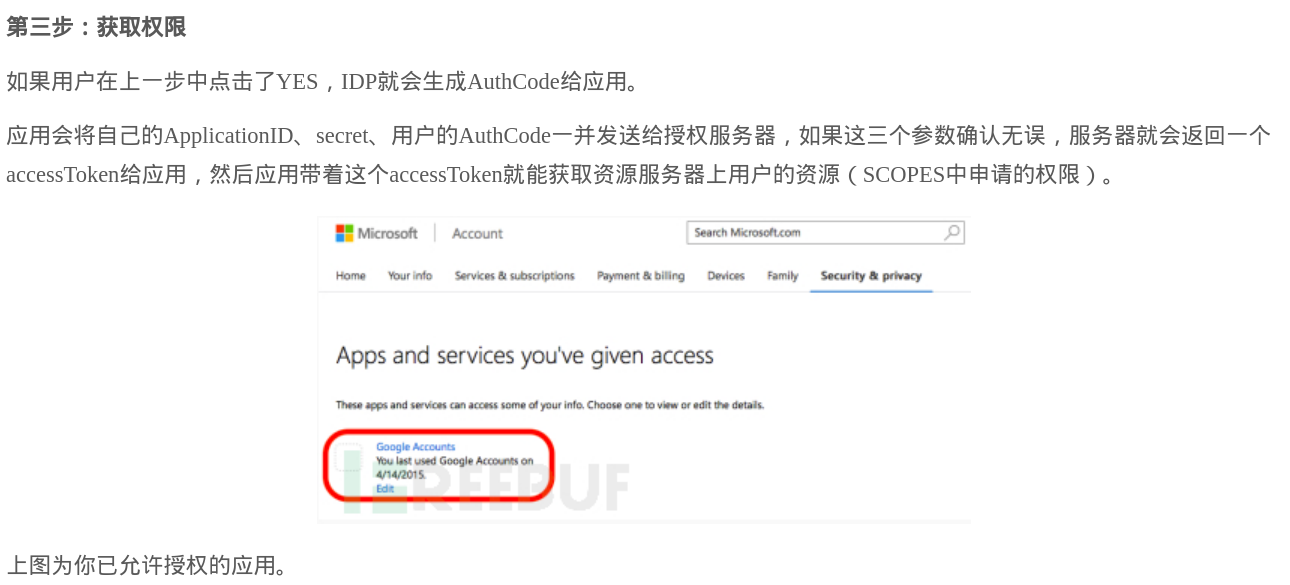 第三步：获取权限
如果用户在上一步中点击了YES，IDP就会生成AuthCode给应用。
应用会将自己的ApplicationID、secret、用户的AuthCode一并发送给授权服务器，如果这三个参数确认无误，服务器就会返回一个
accessToken给应用，然后应用带着这个accessToken就能获取资源服务器上用户的资源（SCOPES中申请的权限）。
Microsoft Account Search Microsoft.com
Home Your info Services & subscriptions Payment & billing Devices Family Security & privacy
Apps and services you've given access
These apps and services can access some of your info. Choose one to view or edit the details.
Google Accounts
You last used Google Accounts on
4/14/2015.
Edit
FREEBUF
上图为你已允许授权的应用。